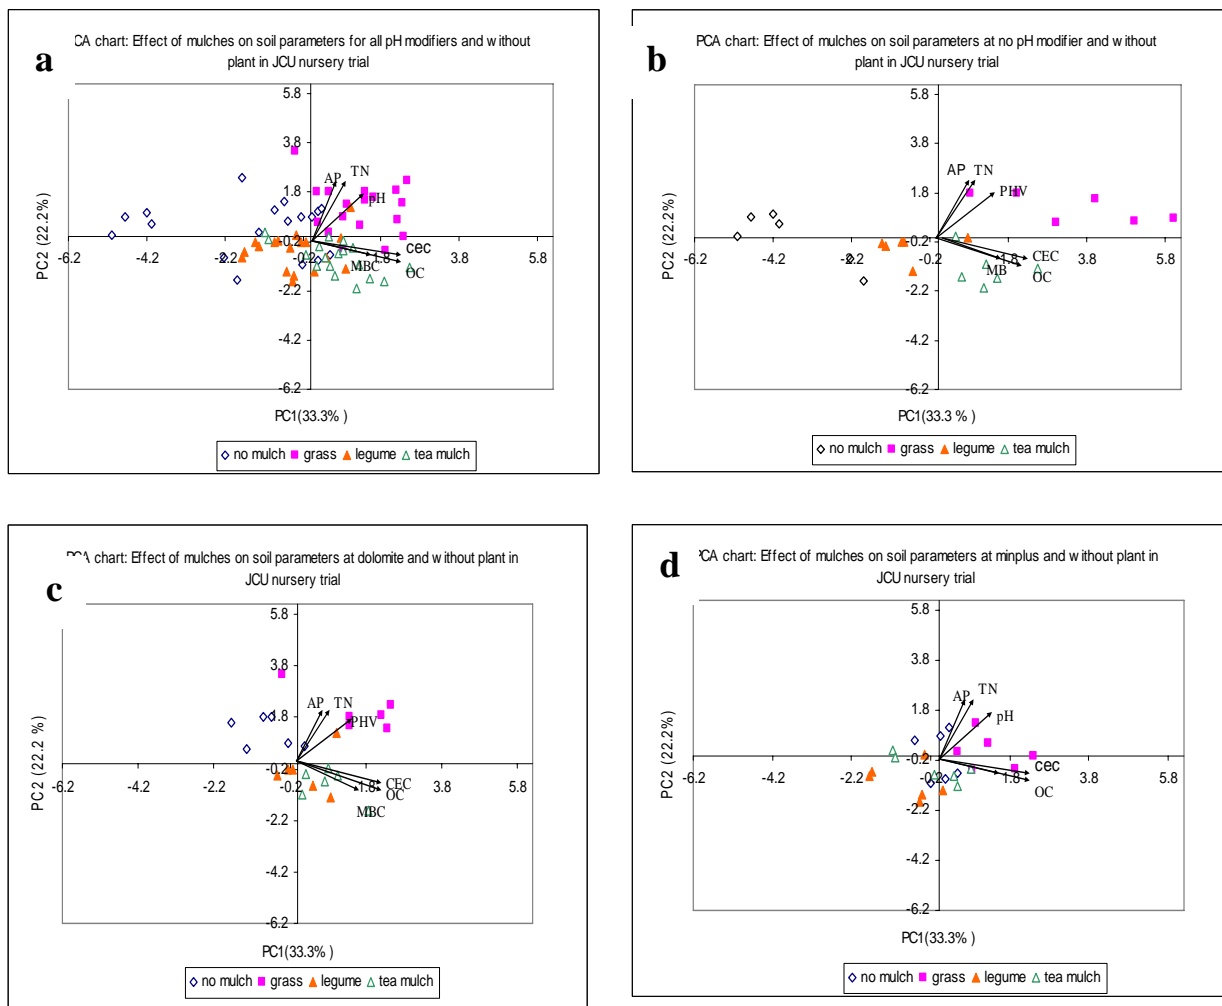 a
CA chart: Effect of mulches on soil parameters for all pH modifiers and without
plant in JCU nursery trial
5.8
3.8
1.8
-0.2
-2.2
-4.2
-6.2
-6.2 -4.2 -2.2 -0.2 1.8 3.8 5.8
AP TN
pH
cec
MBC
OC
PC2 (22.2%)
PC1(33.3%)
no mulch grass legume tea mulch
b
PCA chart: Effect of mulches on soil parameters at no pH modifier and without
plant in JCU nursery trial
5.8
3.8
1.8
-0.2
-2.2
-4.2
-6.2
-6.2 -4.2 -2.2 -0.2 1.8 3.8 5.8
AP TN
PHV
CEC
MB
OC
PC2 (22.2%)
PC1(33.3 %)
no mulch grass legume tea mulch
c
PCA chart: Effect of mulches on soil parameters at dolomite and without plant in
JCU nursery trial
5.8
3.8
1.8
-0.2
-2.2
-4.2
-6.2
-6.2 -4.2 -2.2 -0.2 1.8 3.8 5.8
AP TN
PHV
CEC
OC
MBC
PC2 (22.2 %)
PC1(33.3%)
no mulch grass legume tea mulch
d
PCA chart: Effect of mulches on soil parameters at minplus and without plant in
JCU nursery trial
5.8
3.8
1.8
-0.2
-2.2
-4.2
-6.2
-6.2 -4.2 -2.2 -0.2 1.8 3.8 5.8
AP TN
pH
cec
OC
PC2 (22.2%)
PC1(33.3%)
no mulch grass legume tea mulch